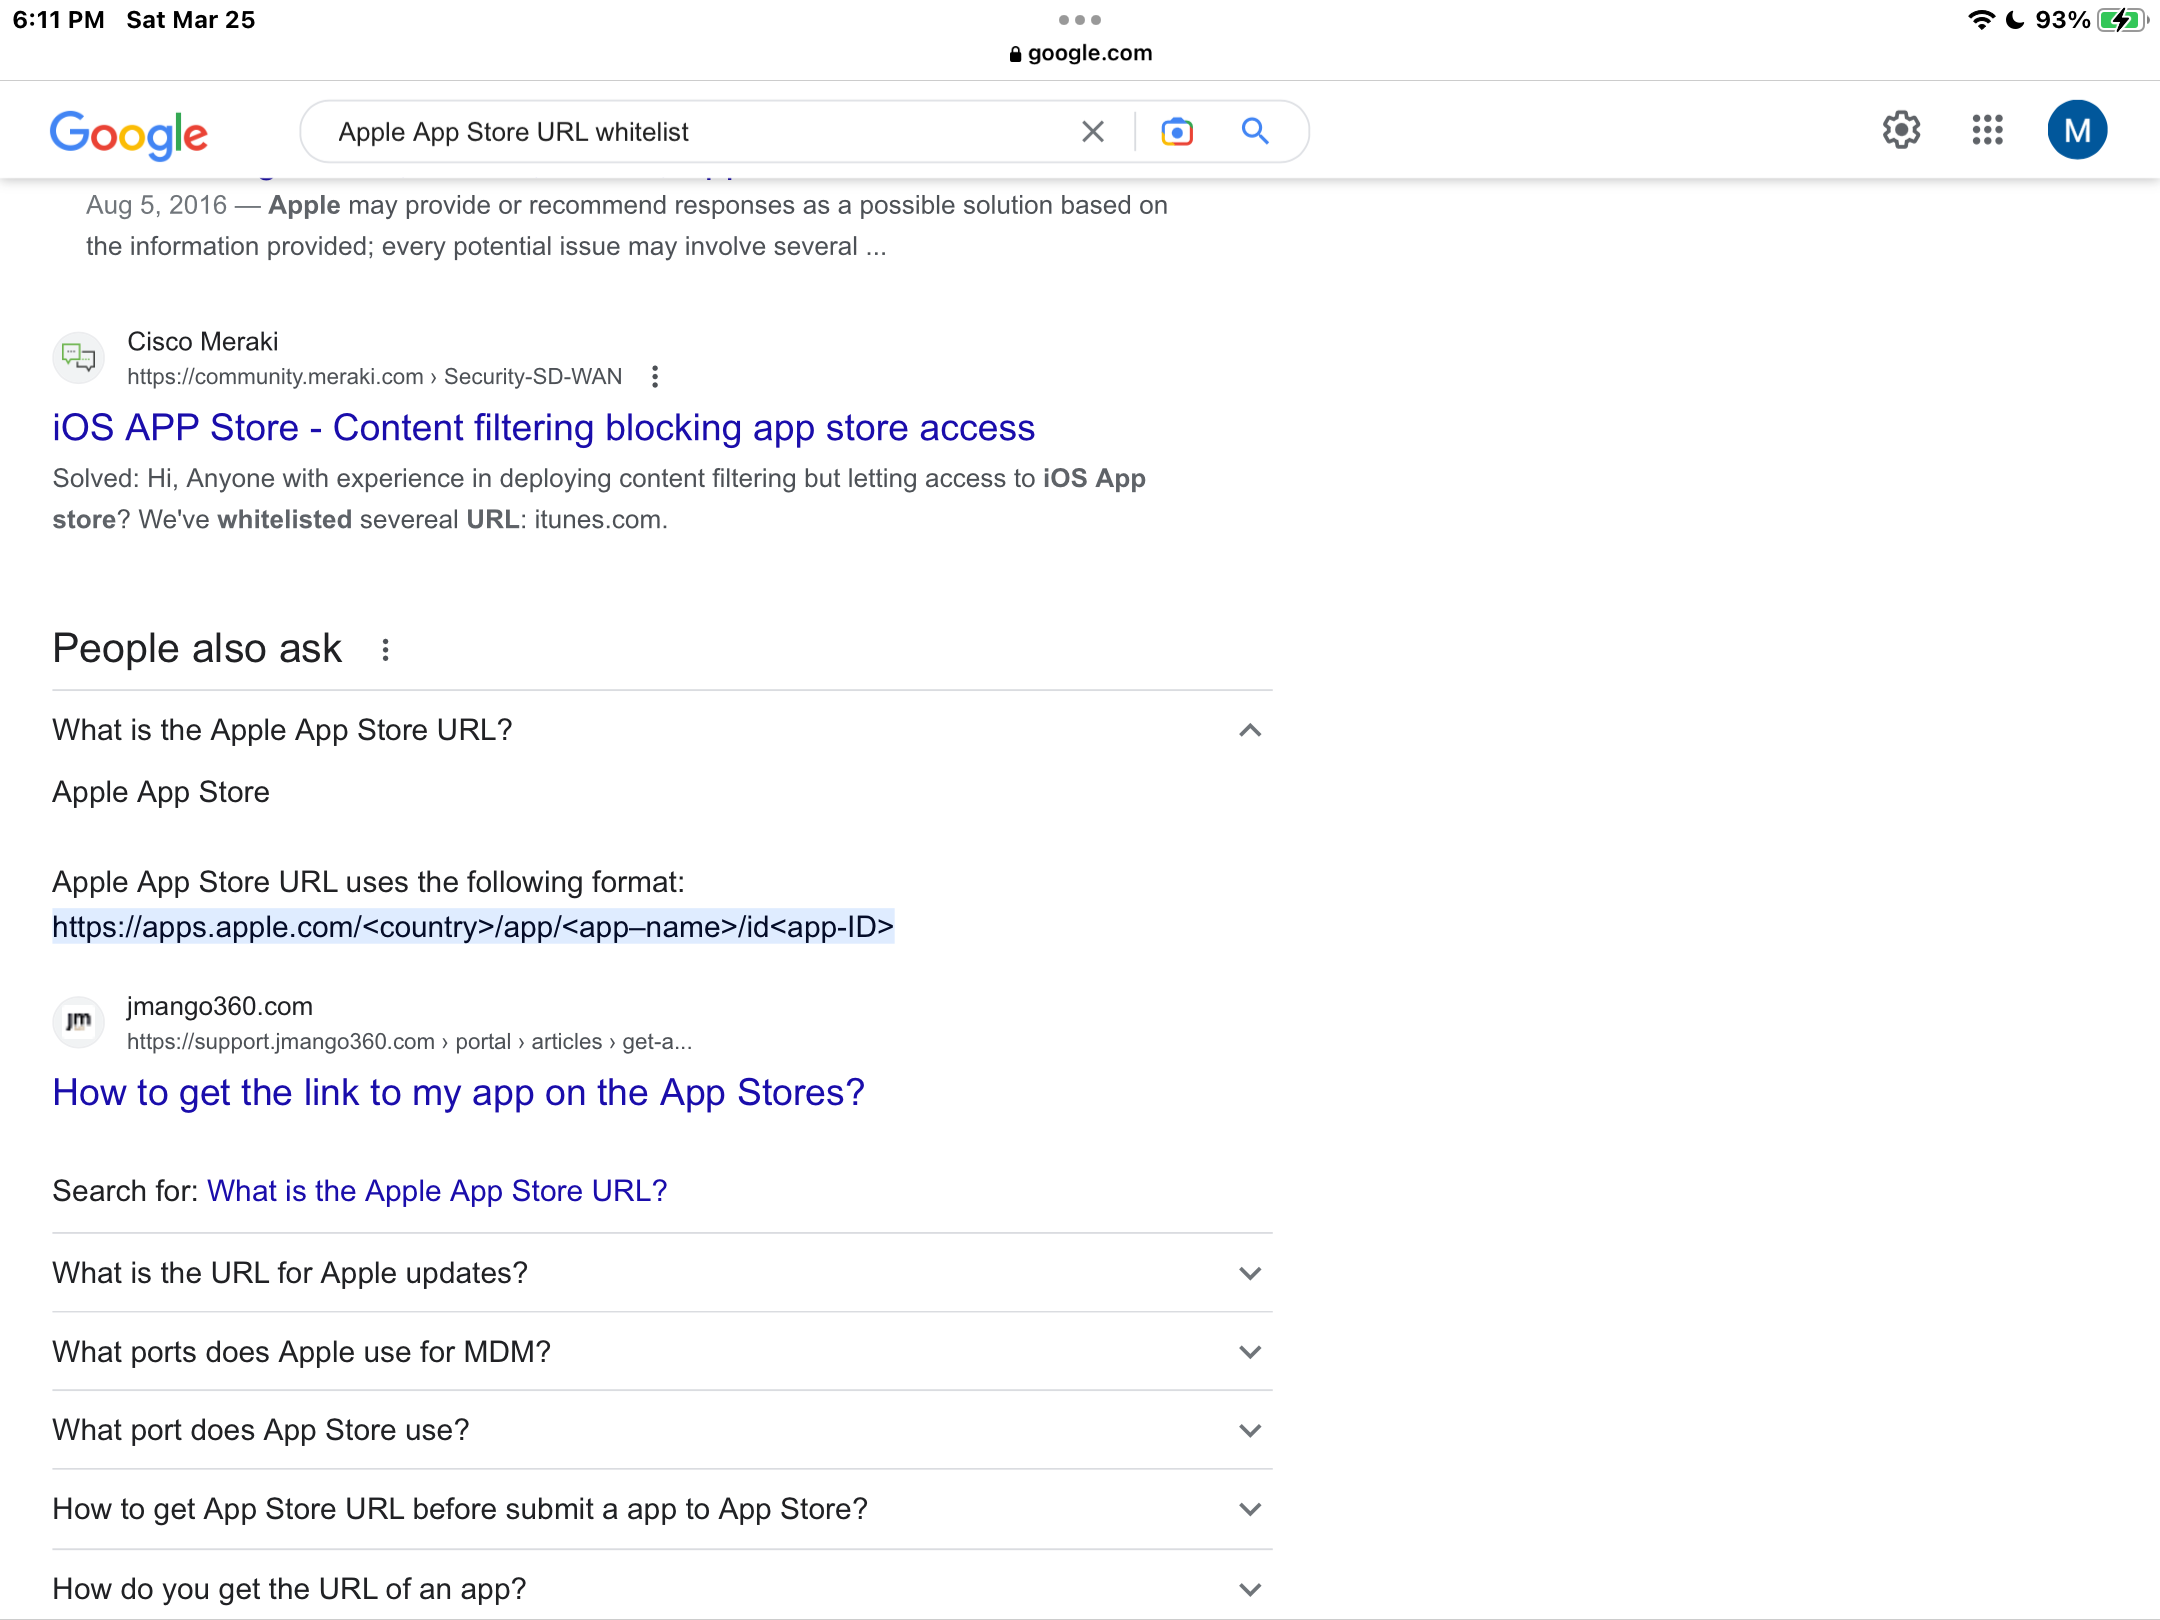 6:11 PM Sat Mar 25
93%
google.com
Google
Apple App Store URL whitelist
M
Aug 5, 2016 — Apple may provide or recommend responses as a possible solution based on
the information provided; every potential issue may involve several ...
Cisco Meraki
https://community.meraki.com › Security-SD-WAN
iOS APP Store - Content filtering blocking app store access
Solved: Hi, Anyone with experience in deploying content filtering but letting access to iOS App
store? We've whitelisted severeal URL: itunes.com.
People also ask
What is the Apple App Store URL?
Apple App Store
Apple App Store URL uses the following format:
https://apps.apple.com/<country>/app/<app–name>/id<app-ID>
jm
jmango360.com
https://support.jmango360.com › portal › articles › get-a...
How to get the link to my app on the App Stores?
Search for: What is the Apple App Store URL?
What is the URL for Apple updates?
What ports does Apple use for MDM?
What port does App Store use?
How to get App Store URL before submit a app to App Store?
How do you get the URL of an app?